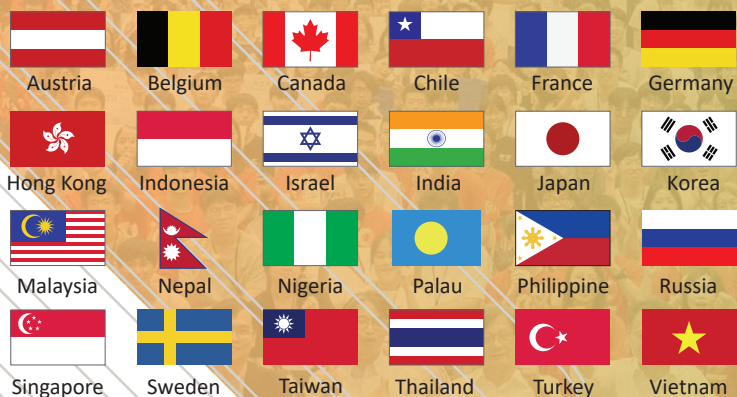 Austria Belgium Canada Chile France Germany
Hong Kong Indonesia Israel India Japan Korea
Malaysia Nepal Nigeria Palau Philippine Russia
Singapore Sweden Taiwan Thailand Turkey Vietnam